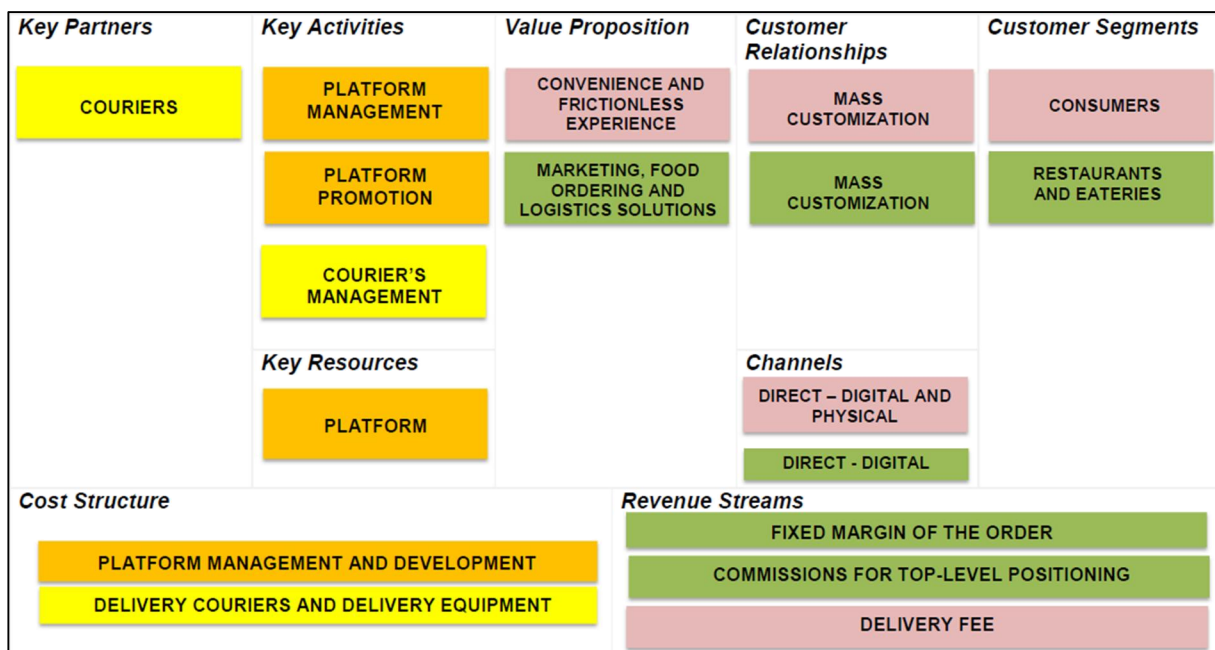 Key Partners
COURIERS
Key Activities
PLATFORM
MANAGEMENT
PLATFORM
PROMOTION
COURIER’S
MANAGEMENT
Key Resources
PLATFORM
Value Proposition
CONVENIENCE AND
FRICTIONLESS
EXPERIENCE
MARKETING, FOOD
ORDERING AND
LOGISTICS SOLUTIONS
Customer
Relationships
MASS
CUSTOMIZATION
MASS
CUSTOMIZATION
Channels
DIRECT – DIGITAL AND
PHYSICAL
DIRECT - DIGITAL
Customer Segments
CONSUMERS
RESTAURANTS
AND EATERIES
Cost Structure
PLATFORM MANAGEMENT AND DEVELOPMENT
DELIVERY COURIERS AND DELIVERY EQUIPMENT
Revenue Streams
FIXED MARGIN OF THE ORDER
COMMISSIONS FOR TOP-LEVEL POSITIONING
DELIVERY FEE